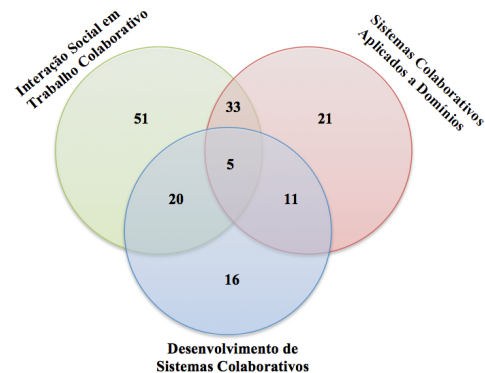 Interação Social em
Trabalho Colaborativo
Sistemas Colaborativos
Aplicados a Domínios
51
33
21
5
20
11
16
Desenvolvimento de
Sistemas Colaborativos